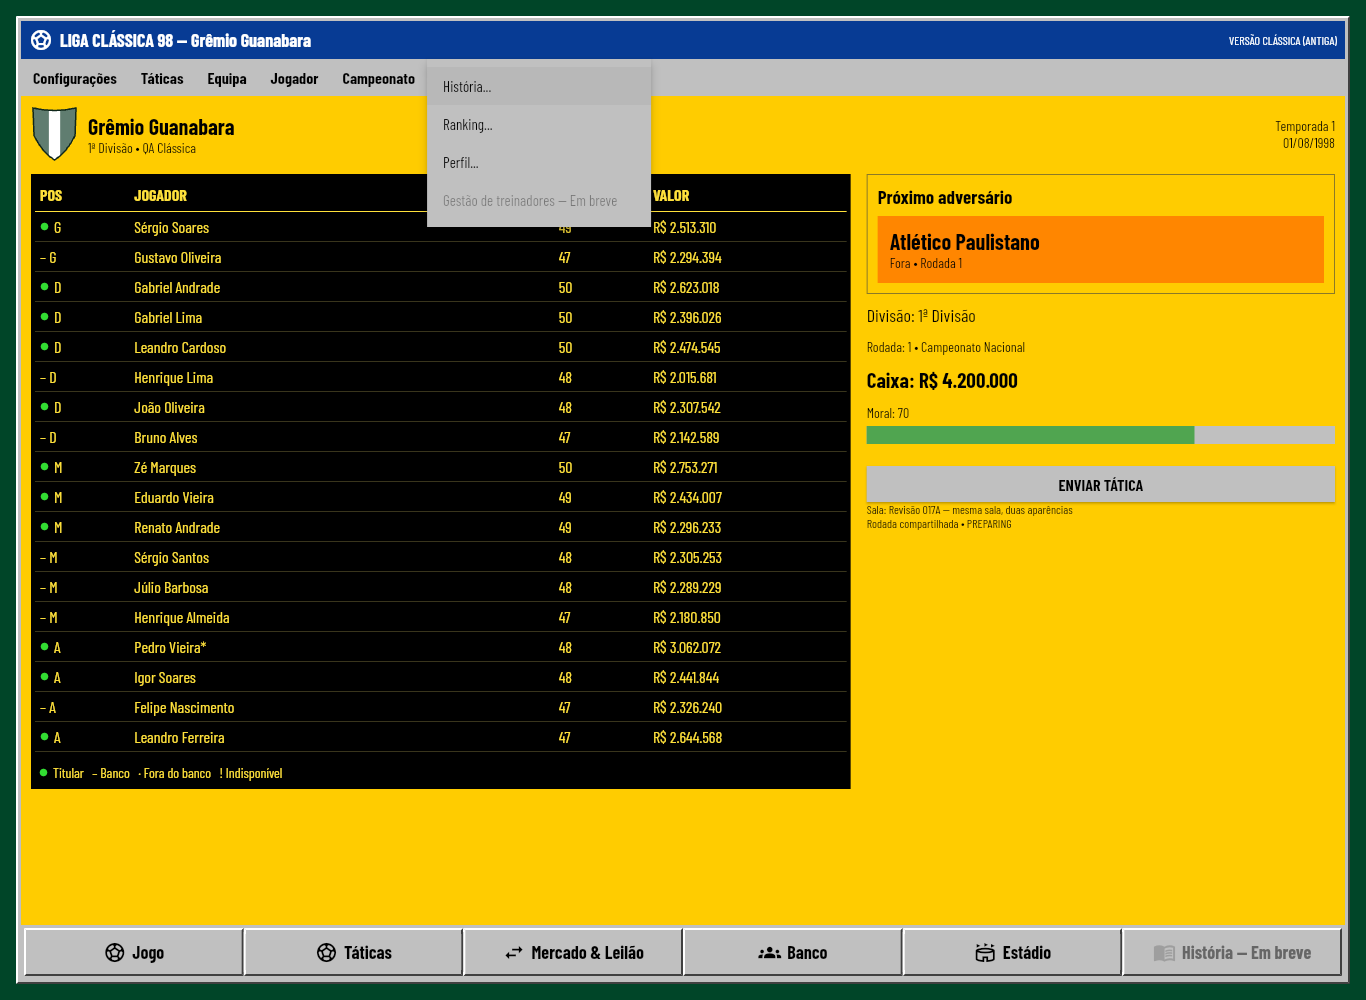 LIGA CLÁSSICA 98 — Grêmio Guanabara
VERSÃO CLÁSSICA (ANTIGA)
Configurações Táticas Equipa Jogador Campeonato
História...
Ranking...
Perfil...
Gestão de treinadores — Em breve
Grêmio Guanabara
1ª Divisão • QA Clássica
Temporada 1
01/08/1998
POS JOGADOR VALOR
G Sérgio Soares 49 R$ 2.513.310
– G Gustavo Oliveira 47 R$ 2.294.394
D Gabriel Andrade 50 R$ 2.623.018
D Gabriel Lima 50 R$ 2.396.026
D Leandro Cardoso 50 R$ 2.474.545
– D Henrique Lima 48 R$ 2.015.681
D João Oliveira 48 R$ 2.307.542
– D Bruno Alves 47 R$ 2.142.589
M Zé Marques 50 R$ 2.753.271
M Eduardo Vieira 49 R$ 2.434.007
M Renato Andrade 49 R$ 2.296.233
– M Sérgio Santos 48 R$ 2.305.253
– M Júlio Barbosa 48 R$ 2.289.229
– M Henrique Almeida 47 R$ 2.180.850
A Pedro Vieira* 48 R$ 3.062.072
A Igor Soares 48 R$ 2.441.844
– A Felipe Nascimento 47 R$ 2.326.240
A Leandro Ferreira 47 R$ 2.644.568
Titular – Banco · Fora do banco ! Indisponível
Próximo adversário
Atlético Paulistano
Fora • Rodada 1
Divisão: 1ª Divisão
Rodada: 1 • Campeonato Nacional
Caixa: R$ 4.200.000
Moral: 70
ENVIAR TÁTICA
Sala: Revisão 017A — mesma sala, duas aparências
Rodada compartilhada • PREPARING
Jogo Táticas Mercado & Leilão Banco Estádio História — Em breve